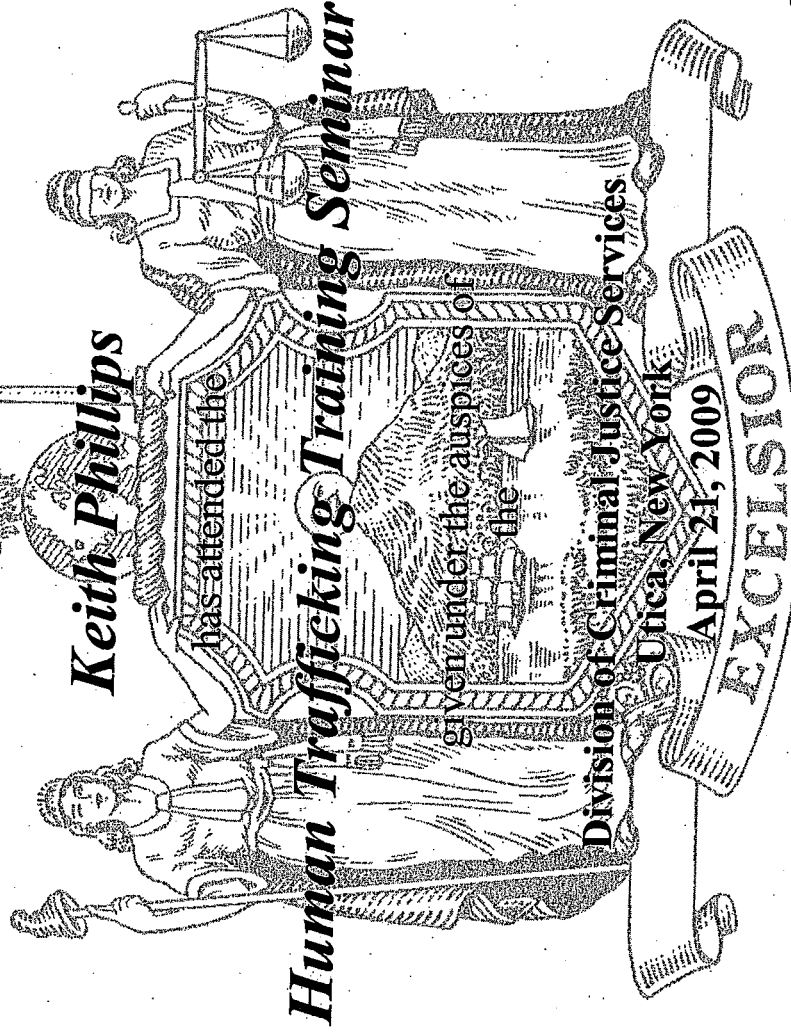 Keith Phillips
has attended the
Human Trafficking Training Seminar
given under the auspices of
the
Division of Criminal Justice Services
Utica, New York
April 21, 2009
EXCELSIOR